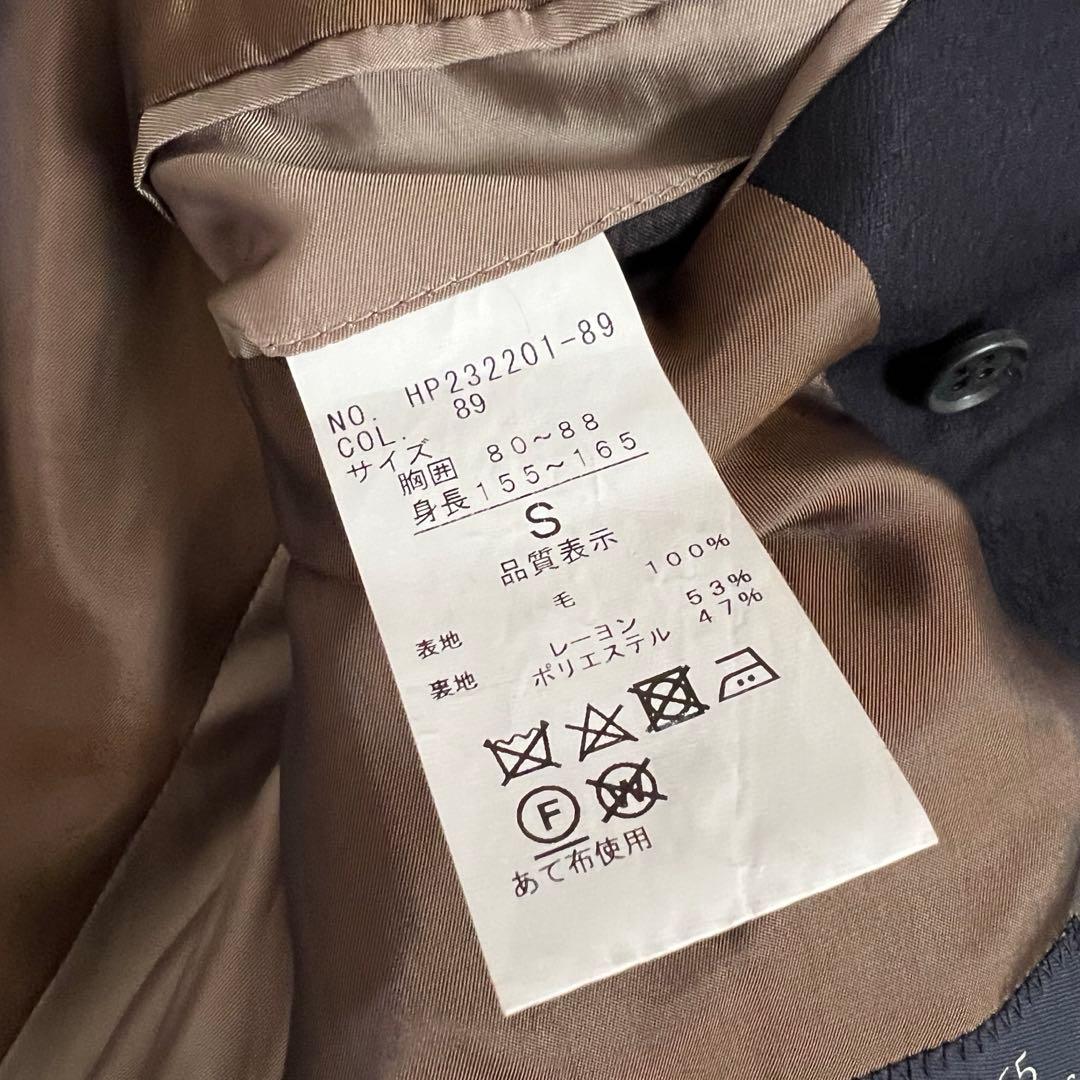 NO. HP232201-89
COL. 89
サイズ
胸囲 80~88
身長155~165
S
品質表示
表地 毛 100%
裏地 レーヨン 53%
ポリエステル 47%
F W
あて布使用